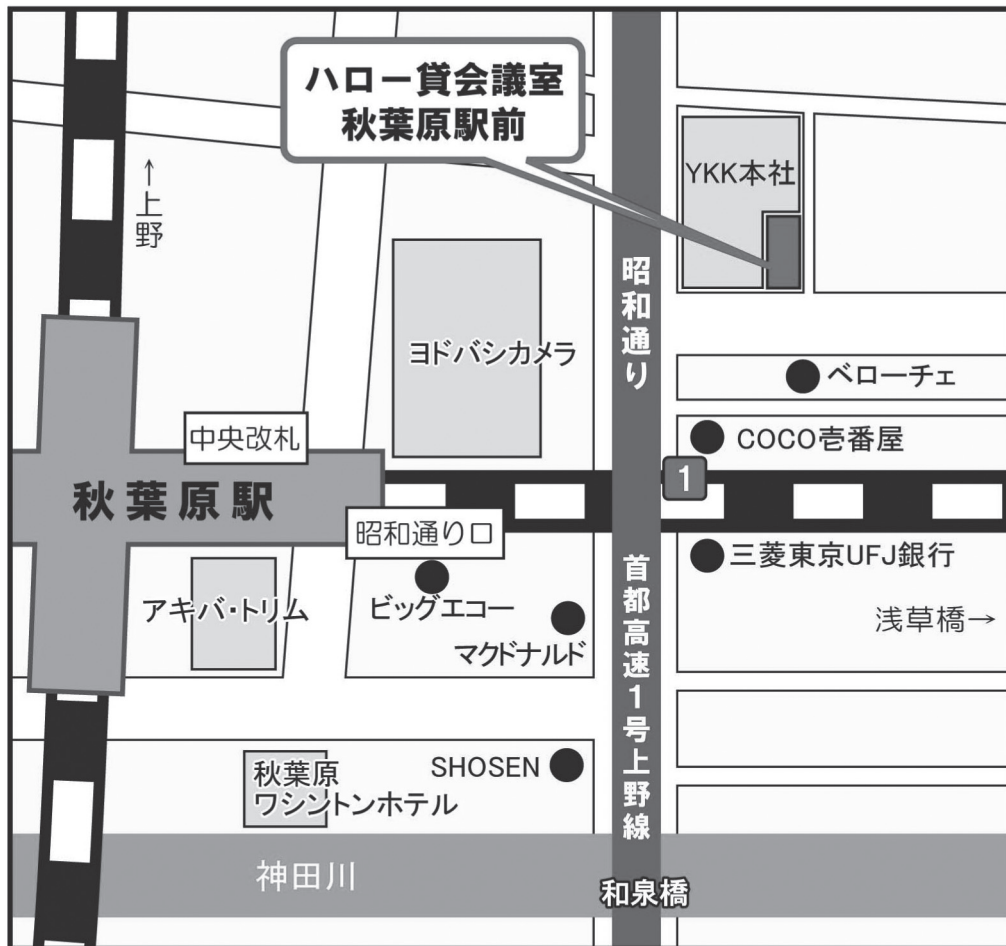 ハロー貸会議室
秋葉原駅前
YKK本社
↑上野
昭和通り
ヨドバシカメラ
ベローチェ
中央改札
COCO壱番屋
1
秋葉原駅
昭和通り口
三菱東京UFJ銀行
首都高速1号上野線
アキバ・トリム
ビッグエコー
マクドナルド
浅草橋→
秋葉原
ワシントンホテル
SHOSEN
神田川
和泉橋